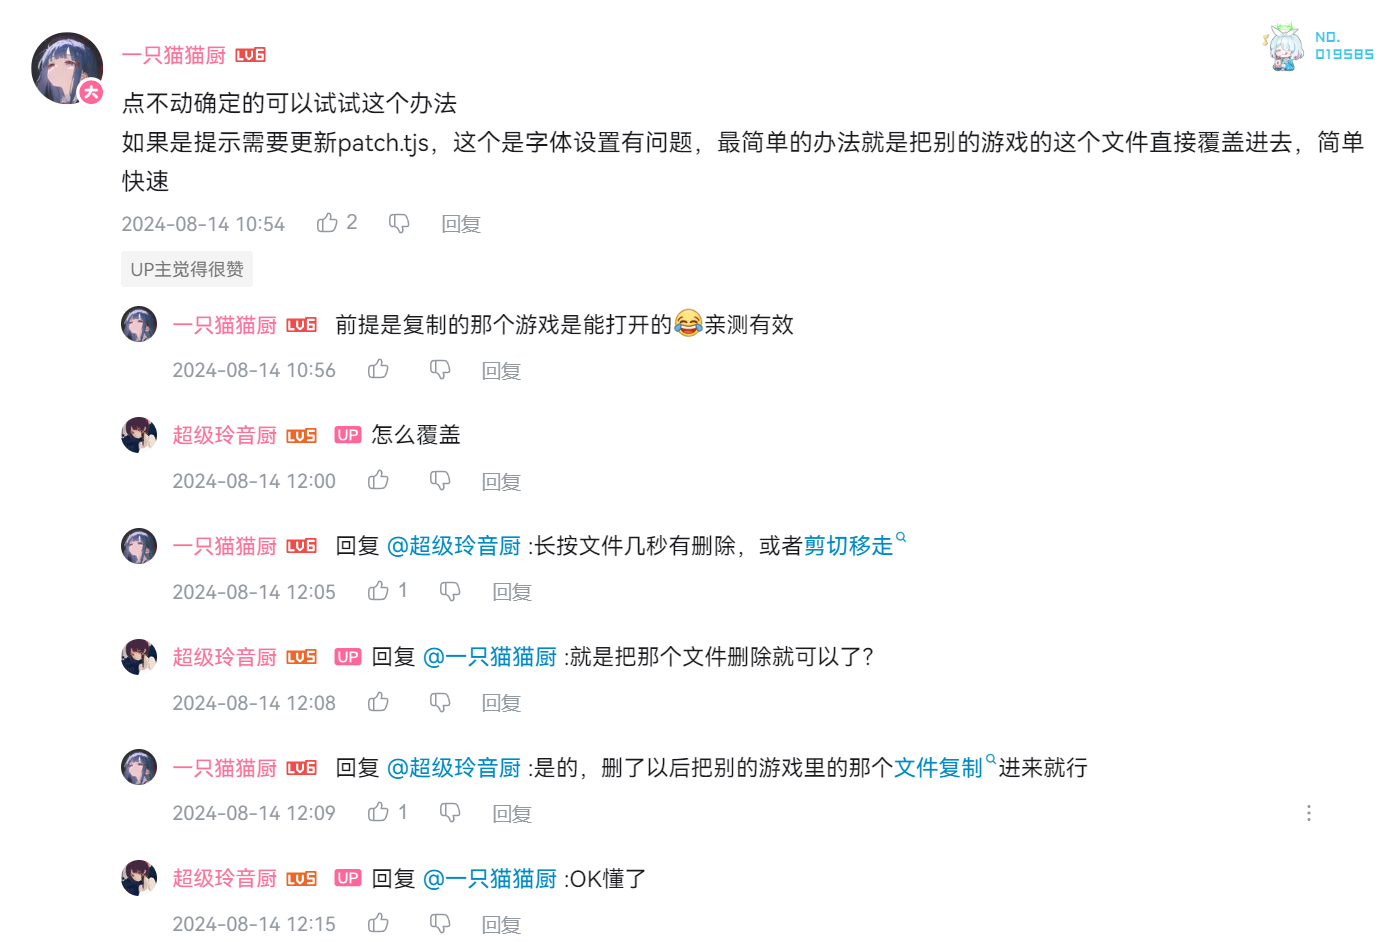 一只猫猫厨 LV6
NO.
019585
大
点不动确定的可以试试这个办法
如果是提示需要更新patch.tjs，这个是字体设置有问题，最简单的办法就是把别的游戏的这个文件直接覆盖进去，简单
快速
2024-08-14 10:54 2 回复
UP主觉得很赞
一只猫猫厨 LV6 前提是复制的那个游戏是能打开的😂亲测有效
2024-08-14 10:56 回复
超级玲音厨 LV5 UP 怎么覆盖
2024-08-14 12:00 回复
一只猫猫厨 LV6 回复 @超级玲音厨 :长按文件几秒有删除，或者剪切移走
2024-08-14 12:05 1 回复
超级玲音厨 LV5 UP 回复 @一只猫猫厨 :就是把那个文件删除就可以了？
2024-08-14 12:08 回复
一只猫猫厨 LV6 回复 @超级玲音厨 :是的，删了以后把别的游戏里的那个文件复制进来就行
2024-08-14 12:09 1 回复
超级玲音厨 LV5 UP 回复 @一只猫猫厨 :OK懂了
2024-08-14 12:15 回复